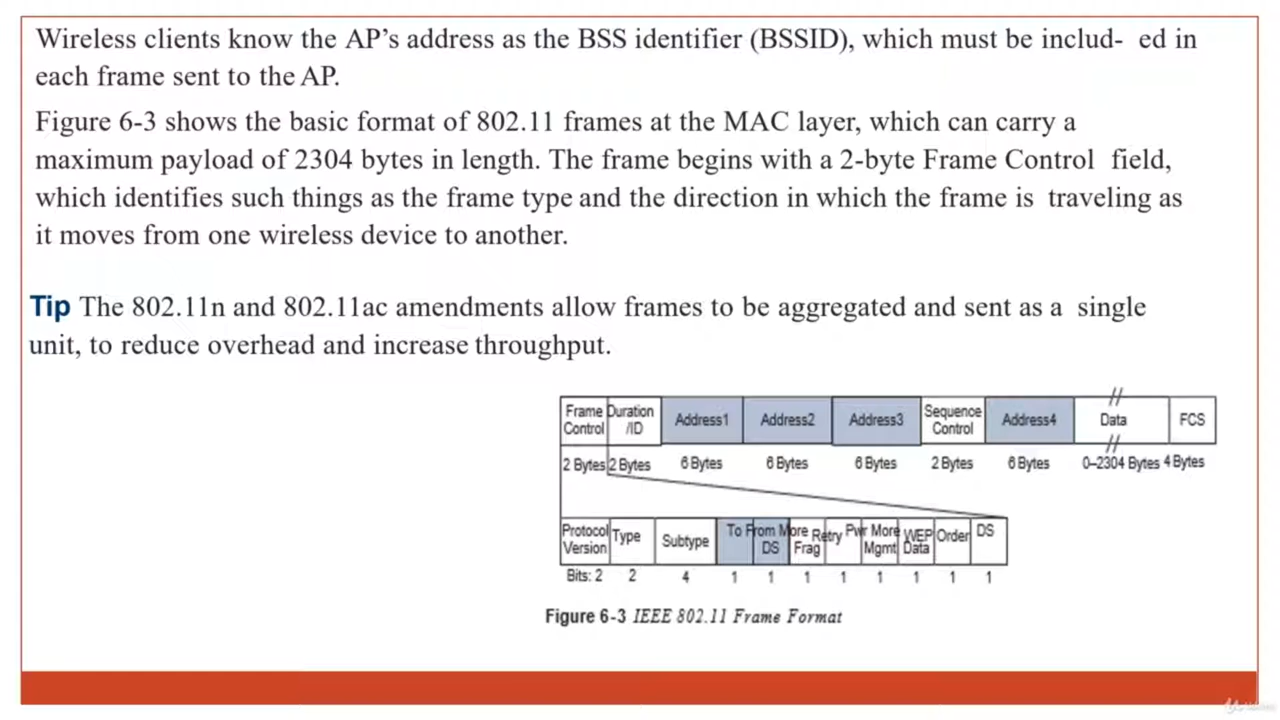 Wireless clients know the AP's address as the BSS identifier (BSSID), which must be includ- ed in
each frame sent to the AP.
Figure 6-3 shows the basic format of 802.11 frames at the MAC layer, which can carry a
maximum payload of 2304 bytes in length. The frame begins with a 2-byte Frame Control field,
which identifies such things as the frame type and the direction in which the frame is traveling as
it moves from one wireless device to another.
Tip The 802.11n and 802.11ac amendments allow frames to be aggregated and sent as a single
unit, to reduce overhead and increase throughput.
Frame Duration Sequence
Control /ID Address1 Address2 Address3 Control Address4 Data FCS
2 Bytes 2 Bytes 6 Bytes 6 Bytes 6 Bytes 2 Bytes 6 Bytes 0–2304 Bytes 4 Bytes
Protocol Type Subtype To From More Retry Pwr More WEP Order DS
Version DS Frag Mgmt Data
Bits: 2 2 4 1 1 1 1 1 1 1 1
Figure 6-3 IEEE 802.11 Frame Format